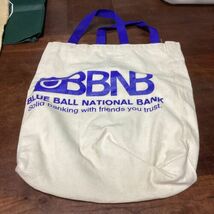 BBNB
BLUE BALL NATIONAL BANK
Solid banking with friends you trust.